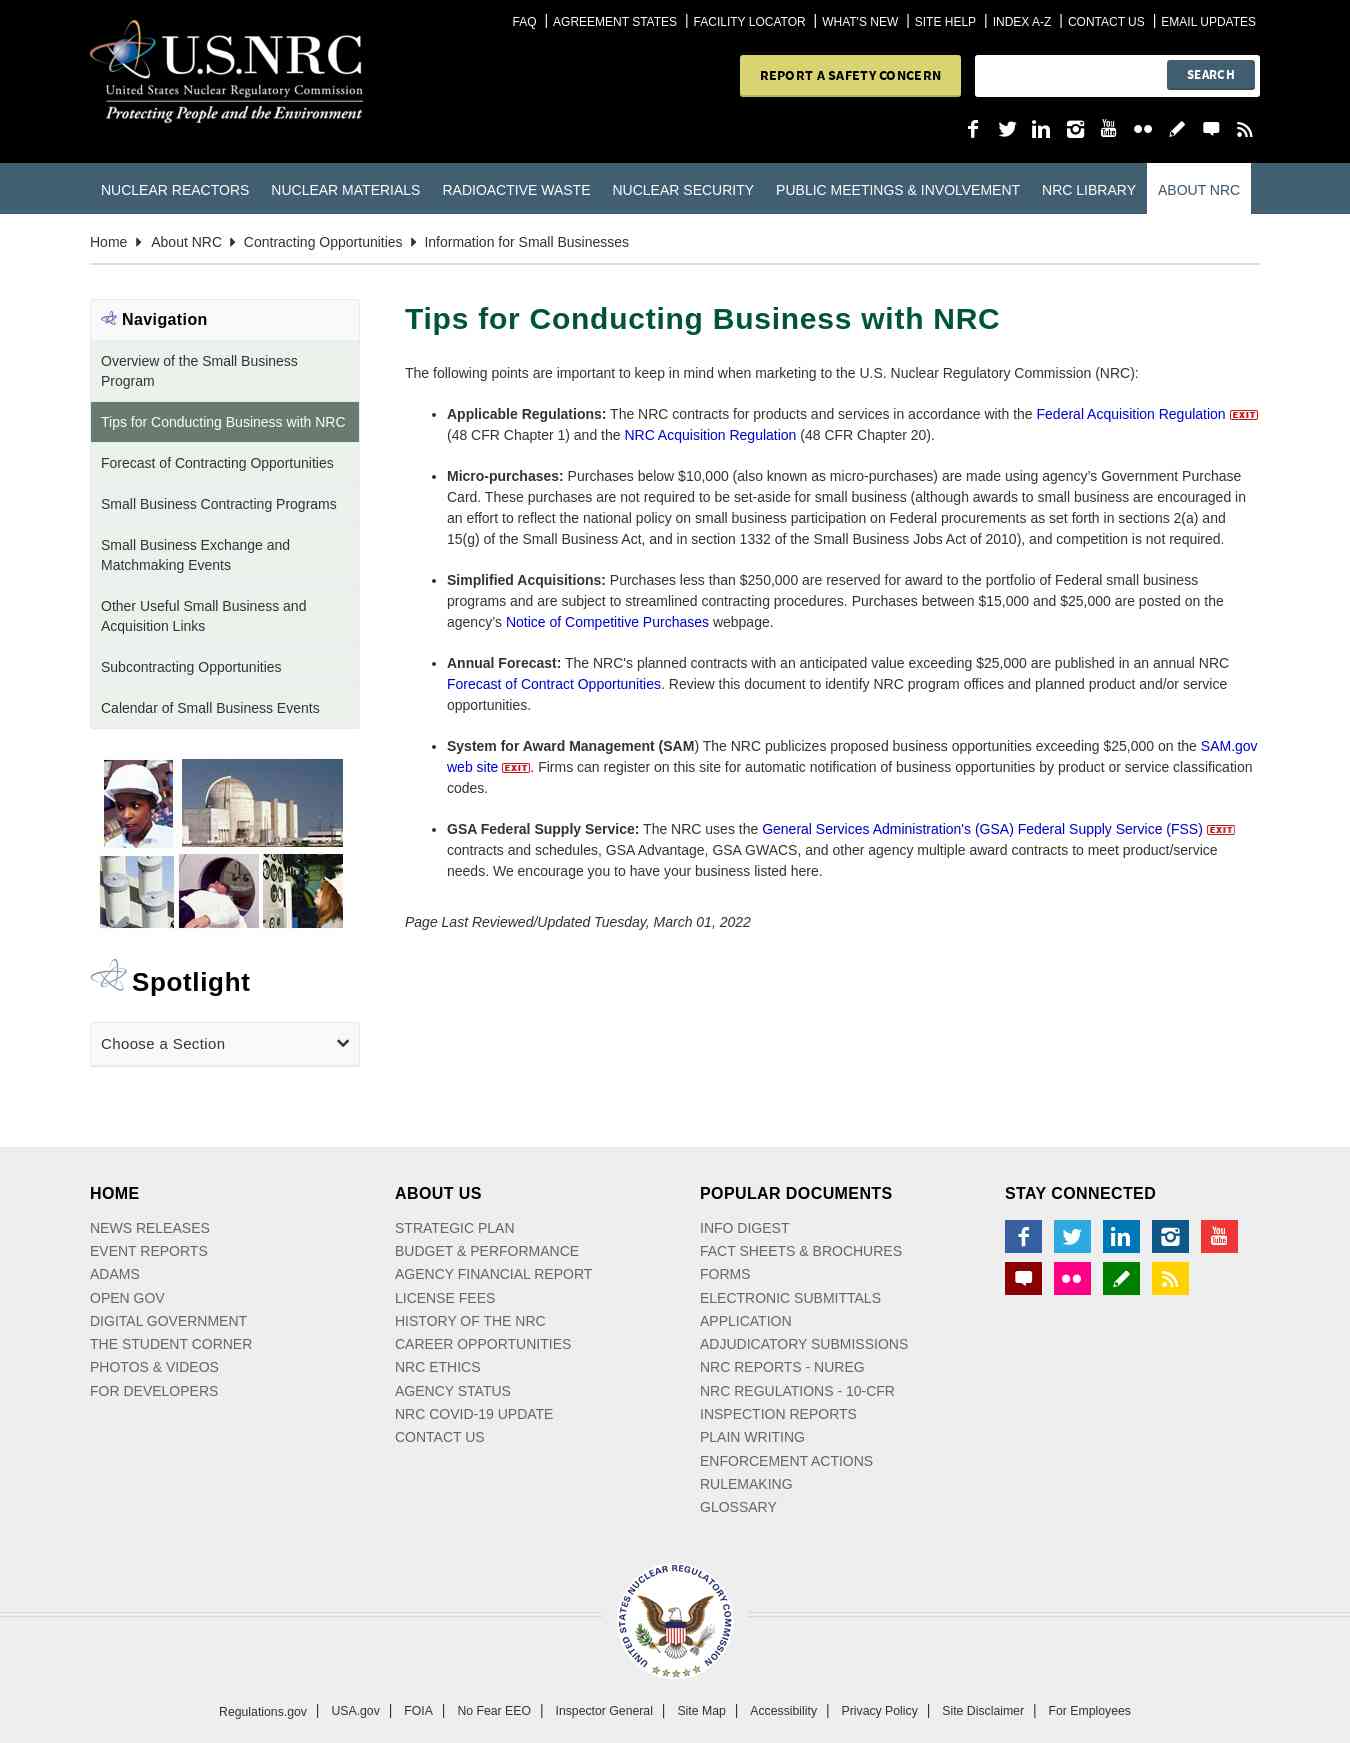 FAQ | AGREEMENT STATES | FACILITY LOCATOR | WHAT'S NEW | SITE HELP | INDEX A-Z | CONTACT US | EMAIL UPDATES
U.S.NRC
United States Nuclear Regulatory Commission
Protecting People and the Environment
REPORT A SAFETY CONCERN
SEARCH
You Tube
NUCLEAR REACTORS NUCLEAR MATERIALS RADIOACTIVE WASTE NUCLEAR SECURITY PUBLIC MEETINGS & INVOLVEMENT NRC LIBRARY ABOUT NRC
Home About NRC Contracting Opportunities Information for Small Businesses
Navigation
Overview of the Small Business
Program
Tips for Conducting Business with NRC
Forecast of Contracting Opportunities
Small Business Contracting Programs
Small Business Exchange and
Matchmaking Events
Other Useful Small Business and
Acquisition Links
Subcontracting Opportunities
Calendar of Small Business Events
Spotlight
Choose a Section
Tips for Conducting Business with NRC
The following points are important to keep in mind when marketing to the U.S. Nuclear Regulatory Commission (NRC):
• Applicable Regulations: The NRC contracts for products and services in accordance with the Federal Acquisition Regulation EXIT
(48 CFR Chapter 1) and the NRC Acquisition Regulation (48 CFR Chapter 20).
• Micro-purchases: Purchases below $10,000 (also known as micro-purchases) are made using agency's Government Purchase
Card. These purchases are not required to be set-aside for small business (although awards to small business are encouraged in
an effort to reflect the national policy on small business participation on Federal procurements as set forth in sections 2(a) and
15(g) of the Small Business Act, and in section 1332 of the Small Business Jobs Act of 2010), and competition is not required.
• Simplified Acquisitions: Purchases less than $250,000 are reserved for award to the portfolio of Federal small business
programs and are subject to streamlined contracting procedures. Purchases between $15,000 and $25,000 are posted on the
agency's Notice of Competitive Purchases webpage.
• Annual Forecast: The NRC's planned contracts with an anticipated value exceeding $25,000 are published in an annual NRC
Forecast of Contract Opportunities. Review this document to identify NRC program offices and planned product and/or service
opportunities.
• System for Award Management (SAM) The NRC publicizes proposed business opportunities exceeding $25,000 on the SAM.gov
web site EXIT. Firms can register on this site for automatic notification of business opportunities by product or service classification
codes.
• GSA Federal Supply Service: The NRC uses the General Services Administration's (GSA) Federal Supply Service (FSS) EXIT
contracts and schedules, GSA Advantage, GSA GWACS, and other agency multiple award contracts to meet product/service
needs. We encourage you to have your business listed here.
Page Last Reviewed/Updated Tuesday, March 01, 2022
HOME
NEWS RELEASES
EVENT REPORTS
ADAMS
OPEN GOV
DIGITAL GOVERNMENT
THE STUDENT CORNER
PHOTOS & VIDEOS
FOR DEVELOPERS
ABOUT US
STRATEGIC PLAN
BUDGET & PERFORMANCE
AGENCY FINANCIAL REPORT
LICENSE FEES
HISTORY OF THE NRC
CAREER OPPORTUNITIES
NRC ETHICS
AGENCY STATUS
NRC COVID-19 UPDATE
CONTACT US
POPULAR DOCUMENTS
INFO DIGEST
FACT SHEETS & BROCHURES
FORMS
ELECTRONIC SUBMITTALS
APPLICATION
ADJUDICATORY SUBMISSIONS
NRC REPORTS - NUREG
NRC REGULATIONS - 10-CFR
INSPECTION REPORTS
PLAIN WRITING
ENFORCEMENT ACTIONS
RULEMAKING
GLOSSARY
STAY CONNECTED
You Tube
UNITED STATES NUCLEAR REGULATORY COMMISSION
Regulations.gov | USA.gov | FOIA | No Fear EEO | Inspector General | Site Map | Accessibility | Privacy Policy | Site Disclaimer | For Employees